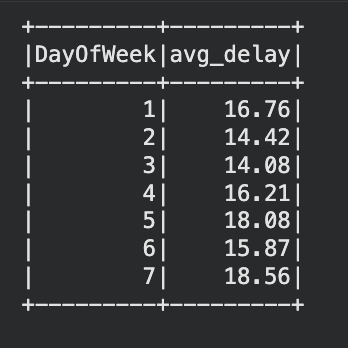 +---------+---------+
|DayOfWeek|avg_delay|
+---------+---------+
|        1|    16.76|
|        2|    14.42|
|        3|    14.08|
|        4|    16.21|
|        5|    18.08|
|        6|    15.87|
|        7|    18.56|
+---------+---------+